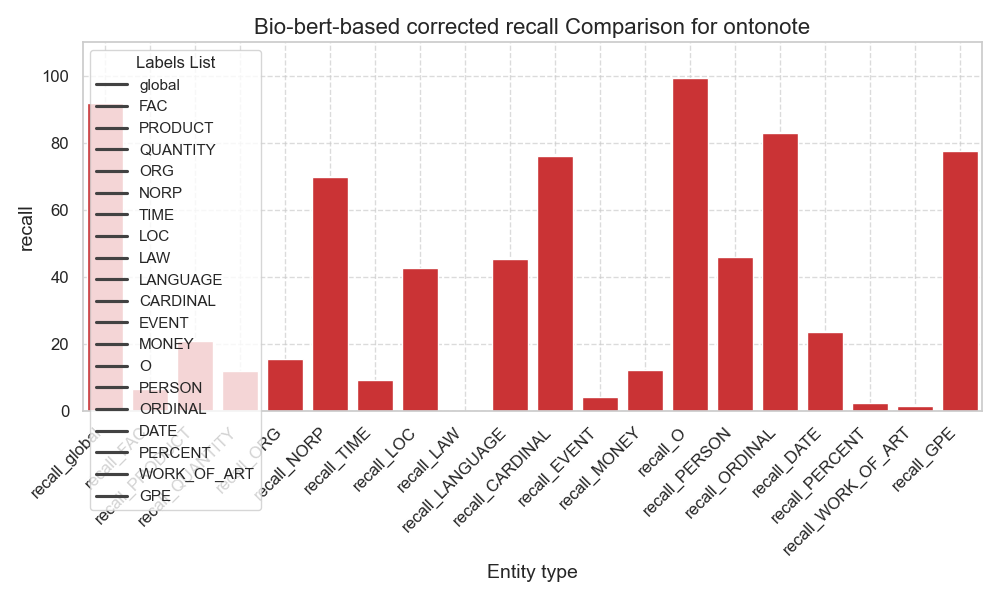 Bio-bert-based corrected recall Comparison for ontonote
recall
100
80
60
40
20
0
Labels List
global
FAC
PRODUCT
QUANTITY
ORG
NORP
TIME
LOC
LAW
LANGUAGE
CARDINAL
EVENT
MONEY
O
PERSON
ORDINAL
DATE
PERCENT
WORK_OF_ART
GPE
recall_global
recall_FAC
recall_PRODUCT
recall_QUANTITY
recall_ORG
recall_NORP
recall_TIME
recall_LOC
recall_LAW
recall_LANGUAGE
recall_CARDINAL
recall_EVENT
recall_MONEY
recall_O
recall_PERSON
recall_ORDINAL
recall_DATE
recall_PERCENT
recall_WORK_OF_ART
recall_GPE
Entity type